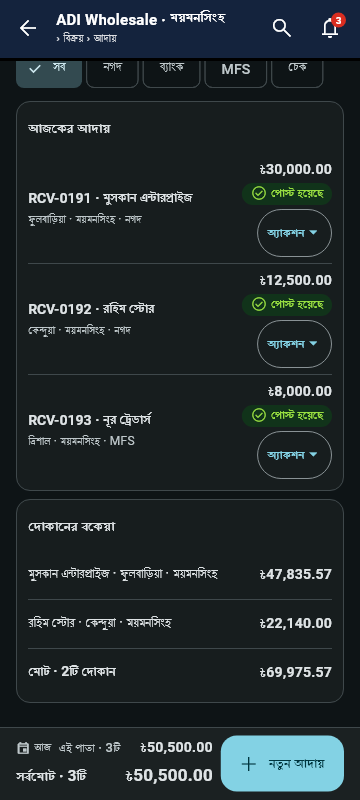 ADI Wholesale · ময়মনসিংহ
› বিক্রয় › আদায়
3
সব
নগদ
ব্যাংক
MFS
চেক
আজকের আদায়
৳30,000.00
RCV-0191 · মুসকান এন্টারপ্রাইজ
পোস্ট হয়েছে
ফুলবাড়িয়া · ময়মনসিংহ · নগদ
অ্যাকশন
৳12,500.00
RCV-0192 · রহিম স্টোর
পোস্ট হয়েছে
কেন্দুয়া · ময়মনসিংহ · নগদ
অ্যাকশন
৳8,000.00
RCV-0193 · নূর ট্রেডার্স
পোস্ট হয়েছে
ত্রিশাল · ময়মনসিংহ · MFS
অ্যাকশন
দোকানের বকেয়া
মুসকান এন্টারপ্রাইজ · ফুলবাড়িয়া · ময়মনসিংহ ৳47,835.57
রহিম স্টোর · কেন্দুয়া · ময়মনসিংহ ৳22,140.00
মোট · 2টি দোকান ৳69,975.57
আজ এই পাতা · 3টি ৳50,500.00
সর্বমোট · 3টি ৳50,500.00
নতুন আদায়